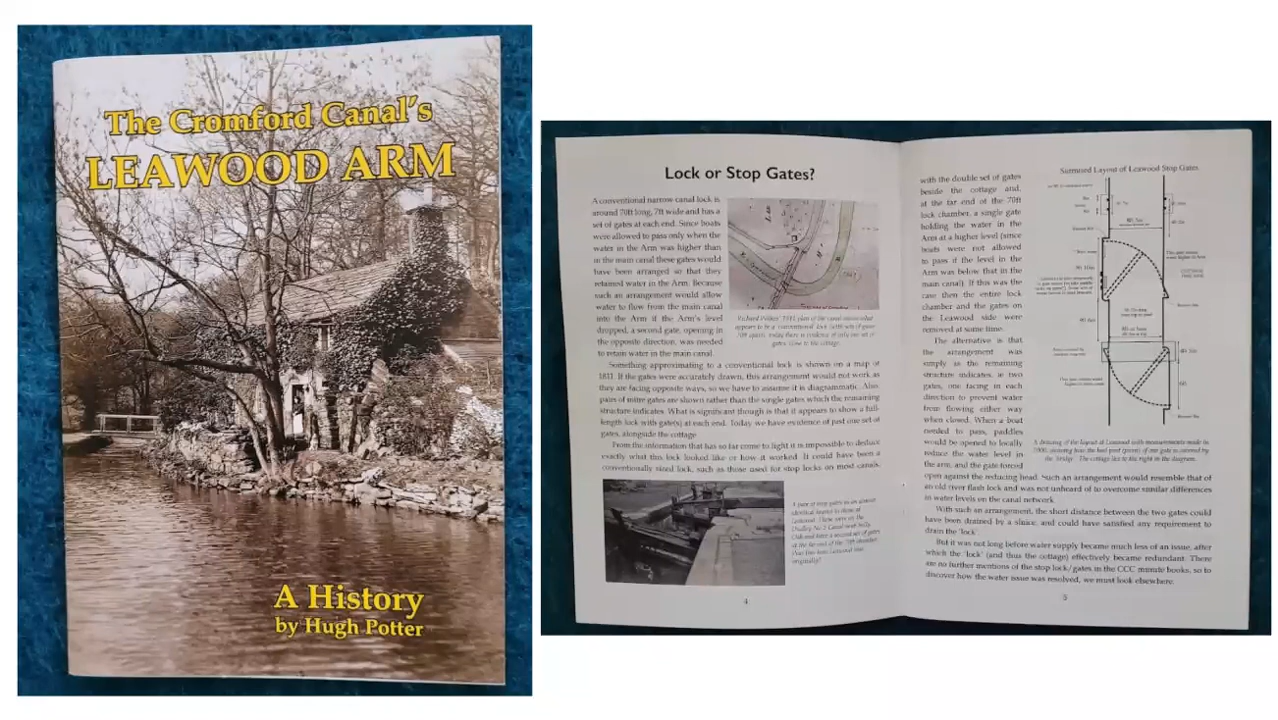 The Cromford Canal's
LEAWOOD ARM
A History
by Hugh Potter
Lock or Stop Gates?
A conventional narrow canal lock is
around 70ft long, 7ft wide and has a
set of gates at each end. Since boats
were allowed to pass only when the
water in the Arm was higher than
in the main canal these gates would
have been arranged so that they
retained water in the Arm. Because
such an arrangement would allow
water to flow from the main canal
into the Arm if the Arm's level
dropped, a second gate, opening in
the opposite direction, was needed
to retain water in the main canal.
Something approximating to a conventional lock is shown on a map of
1811. If the gates were accurately drawn, this arrangement would not work as
they are facing opposite ways, so we have to assume it is diagrammatic. Also
pairs of mitre gates are shown rather than the single gates which the remaining
structure indicates. What is significant though is that it appears to show a full-
length lock with gate(s) at each end. Today we have evidence of just one set of
gates, alongside the cottage.
From the information that has so far come to light it is impossible to deduce
exactly what this lock looked like or how it worked. It could have been a
conventionally sized lock, such as those used for stop locks on most canals,
4
with the double set of gates
beside the cottage and,
at the far end of the 70ft
lock chamber, a single gate
holding the water in the
Arm at a higher level (since
boats were not allowed
to pass if the level in the
Arm was below that in the
main canal). If this was the
case then the entire lock
chamber and the gates on
the Leawood side were
removed at some time.
The alternative is that
the arrangement was
simply as the remaining
structure indicates, ie two
gates, one facing in each
direction to prevent water
from flowing either way
when closed. When a boat
needed to pass, paddles
would be opened to locally
reduce the water level in
the arm, and the gate forced
open against the reducing head. Such an arrangement would resemble that of
an old river flash lock and was not unheard of to overcome similar differences
in water levels on the canal network.
With such an arrangement, the short distance between the two gates could
have been drained by a sluice, and could have satisfied any requirement to
drain the 'lock'.
But it was not long before water supply became much less of an issue, after
which the 'lock' (and thus the cottage) effectively became redundant. There
are no further mentions of the stop lock/gates in the CCC minute books, so to
discover how the water issue was resolved, we must look elsewhere.
Surmised Layout of Leawood Stop Gates
5